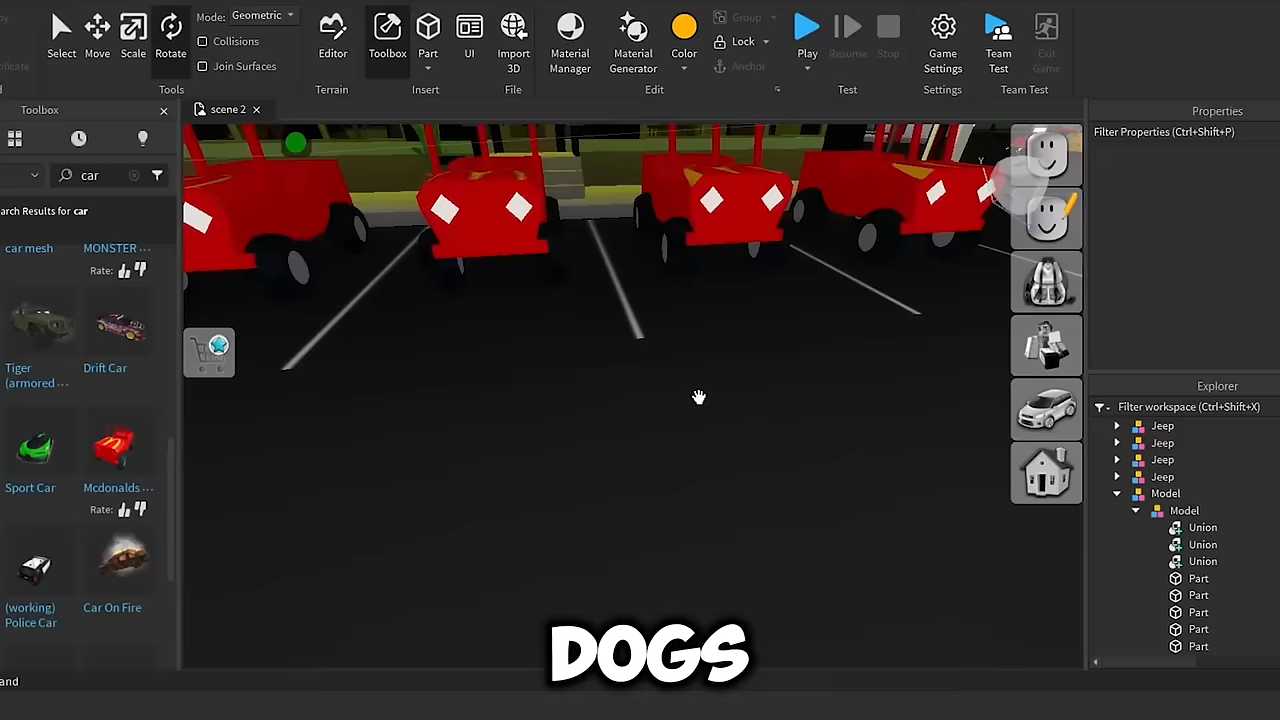 Mode: Geometric
Collisions
Join Surfaces
Select
Move
Scale
Rotate
Editor
Toolbox
Part
UI
Import
3D
Material
Manager
Material
Generator
Color
Group
Lock
Anchor
Play
Resume
Stop
Game
Settings
Team
Test
Exit
Game
plicate
Tools
Terrain
Insert
File
Edit
Test
Settings
Team Test
Toolbox
scene 2
Properties
Filter Properties (Ctrl+Shift+P)
car
arch Results for car
car mesh
MONSTER ...
Rate:
Tiger
(armored ...
Drift Car
Sport Car
Mcdonalds ...
Rate:
(working)
Police Car
Car On Fire
and
Explorer
Filter workspace (Ctrl+Shift+X)
Jeep
Jeep
Jeep
Jeep
Model
Model
Union
Union
Union
Part
Part
Part
Part
Part
DOGS